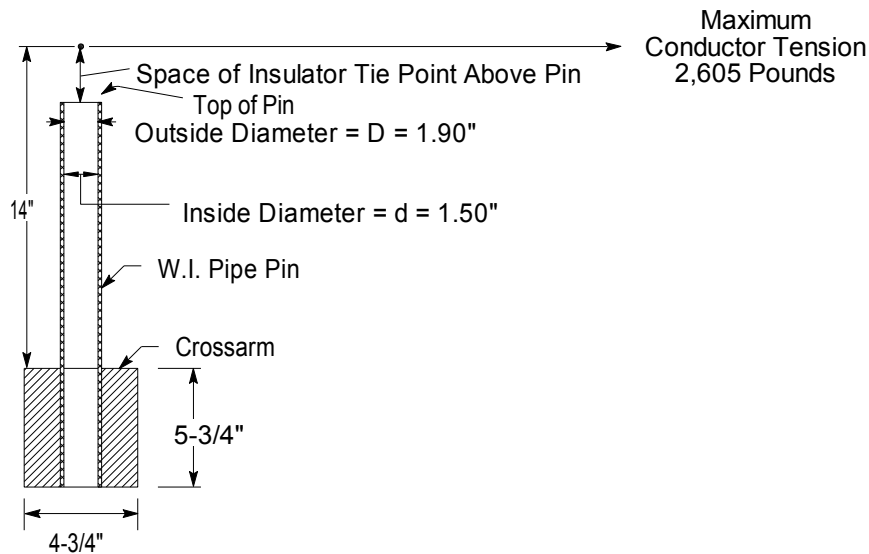 Maximum
Conductor Tension
2,605 Pounds
Space of Insulator Tie Point Above Pin
Top of Pin
Outside Diameter = D = 1.90"
14"
Inside Diameter = d = 1.50"
W.I. Pipe Pin
Crossarm
5-3/4"
4-3/4"